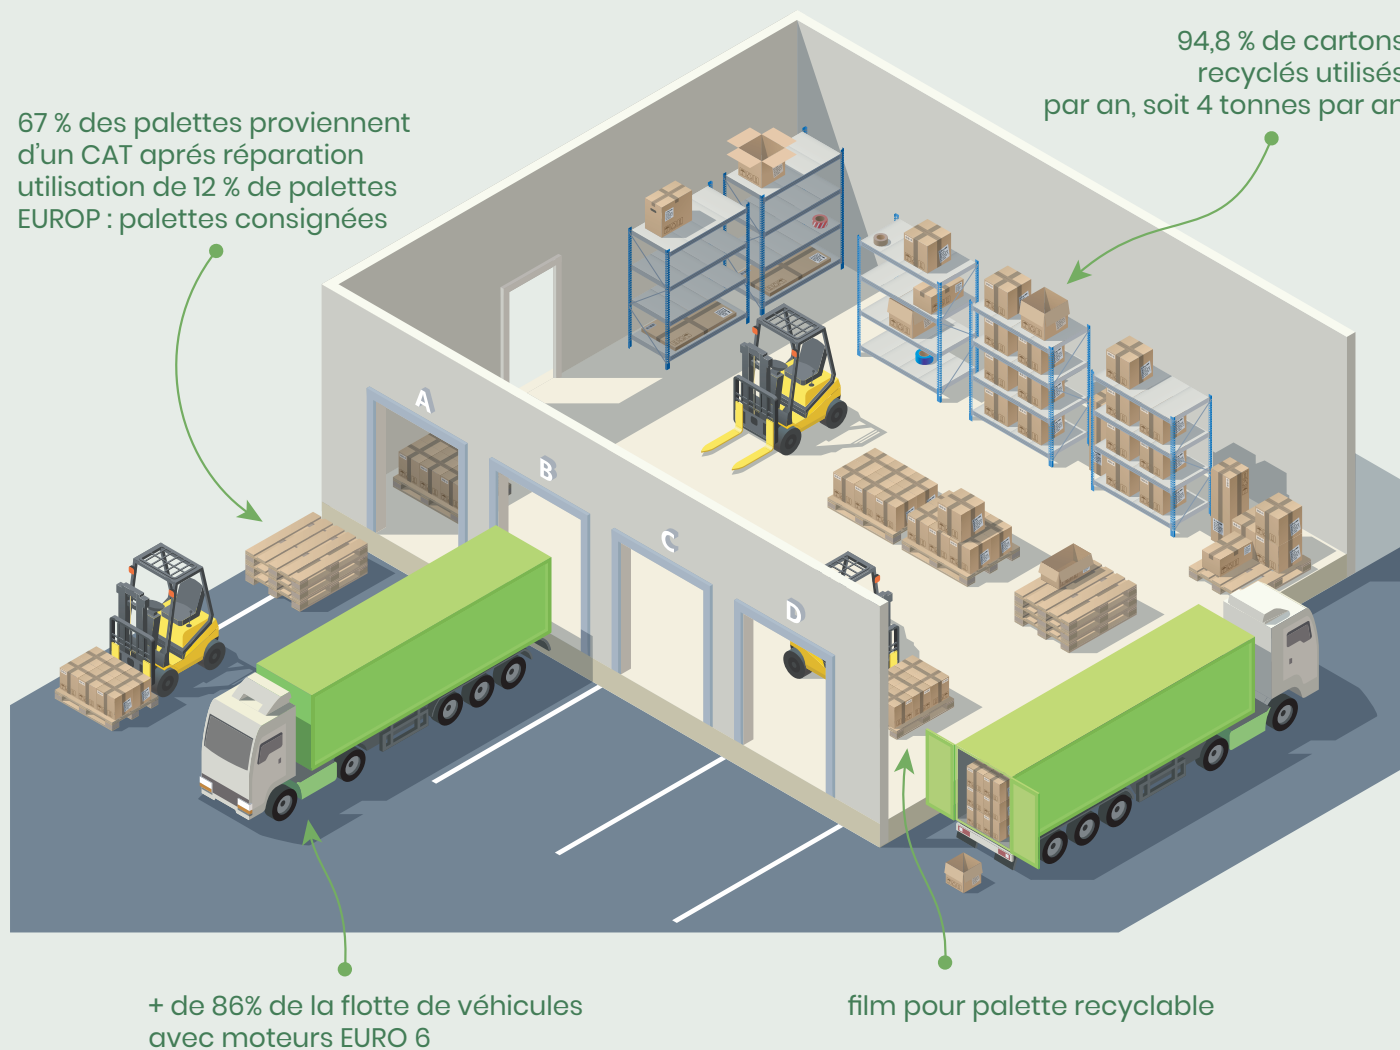 94,8 % de cartons
recyclés utilisés
par an, soit 4 tonnes par an
67 % des palettes proviennent
d'un CAT aprés réparation
utilisation de 12 % de palettes
EUROP : palettes consignées
A
B
C
D
+ de 86% de la flotte de véhicules
avec moteurs EURO 6
film pour palette recyclable